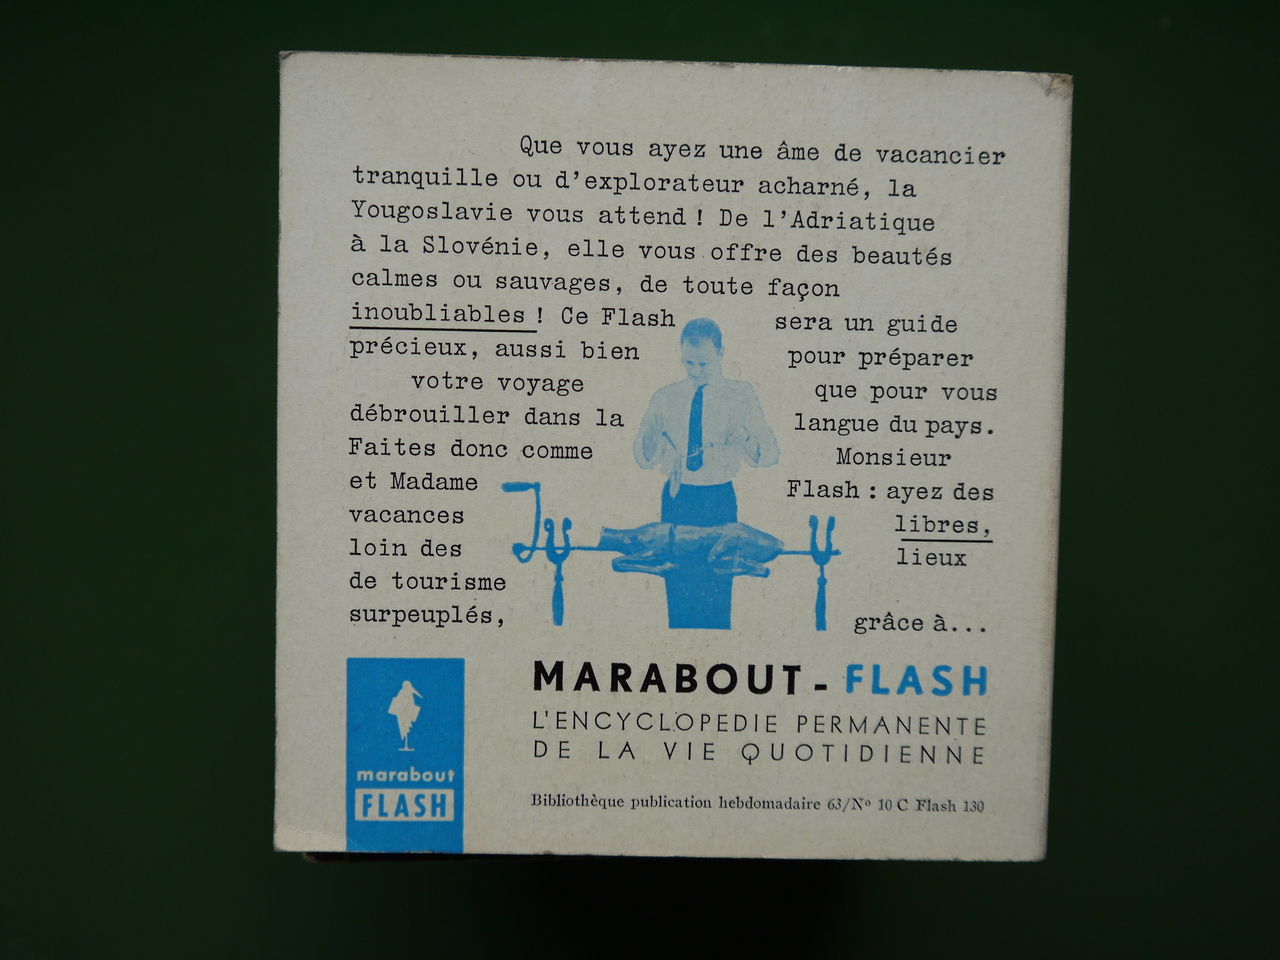 Que vous ayez une âme de vacancier
tranquille ou d'explorateur acharné, la
Yougoslavie vous attend ! De l'Adriatique
à la Slovénie, elle vous offre des beautés
calmes ou sauvages, de toute façon
inoubliables ! Ce Flash sera un guide
précieux, aussi bien pour préparer
votre voyage que pour vous
débrouiller dans la langue du pays.
Faites donc comme Monsieur
et Madame Flash : ayez des
vacances libres,
loin des lieux
de tourisme
surpeuplés, grâce à...
MARABOUT - FLASH
L'ENCYCLOPEDIE PERMANENTE
DE LA VIE QUOTIDIENNE
marabout
FLASH
Bibliothèque publication hebdomadaire 63/Nº 10 C Flash 130